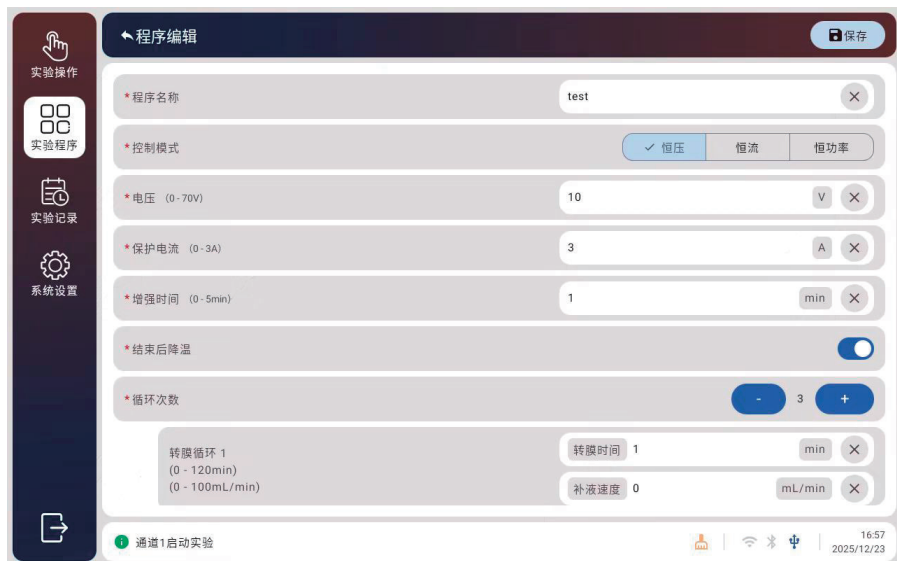 实验操作
实验程序
实验记录
系统设置
程序编辑
保存
*程序名称 test
*控制模式 恒压 恒流 恒功率
*电压 (0-70V) 10 V
*保护电流 (0-3A) 3 A
*增强时间 (0-5min) 1 min
*结束后降温
*循环次数 - 3 +
转膜循环 1
(0 - 120min)
(0 - 100mL/min)
转膜时间 1 min
补液速度 0 mL/min
通道1启动实验
16:57
2025/12/23